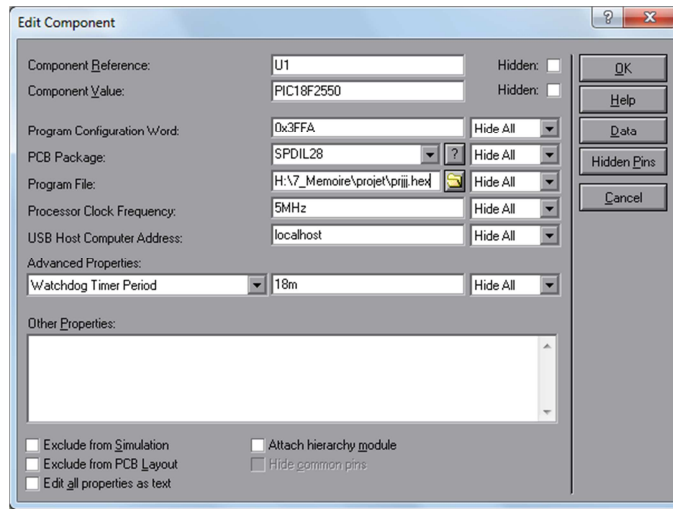 Edit Component
Component Reference: U1 Hidden:
Component Value: PIC18F2550 Hidden:
Program Configuration Word: 0x3FFA Hide All
PCB Package: SPDIL28 ? Hide All
Program File: H:\7_Memoire\projet\prjjj.hex Hide All
Processor Clock Frequency: 5MHz Hide All
USB Host Computer Address: localhost Hide All
Advanced Properties:
Watchdog Timer Period 18m Hide All
Other Properties:
Exclude from Simulation Attach hierarchy module
Exclude from PCB Layout Hide common pins
Edit all properties as text
OK
Help
Data
Hidden Pins
Cancel